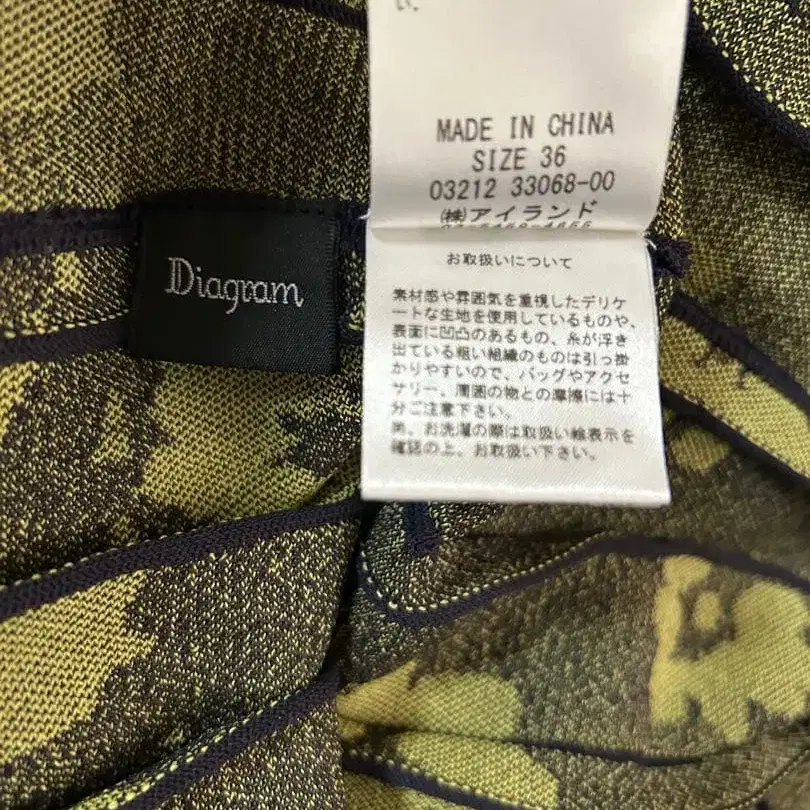 い.
MADE IN CHINA
SIZE 36
03212 33068-00
㈱アイランド
Diagram
お取扱いについて
素材感や雰囲気を重視したデリケ
ートな生地を使用しているものや、
表面に凹凸のあるもの、糸が浮き
出ている粗い組織のものは引っ掛
かりやすいので、バッグやアクセ
サリー、周囲の物との摩擦には十
分ご注意下さい。
尚、お洗濯の際は取扱い絵表示を
確認の上、お取扱い下さい。